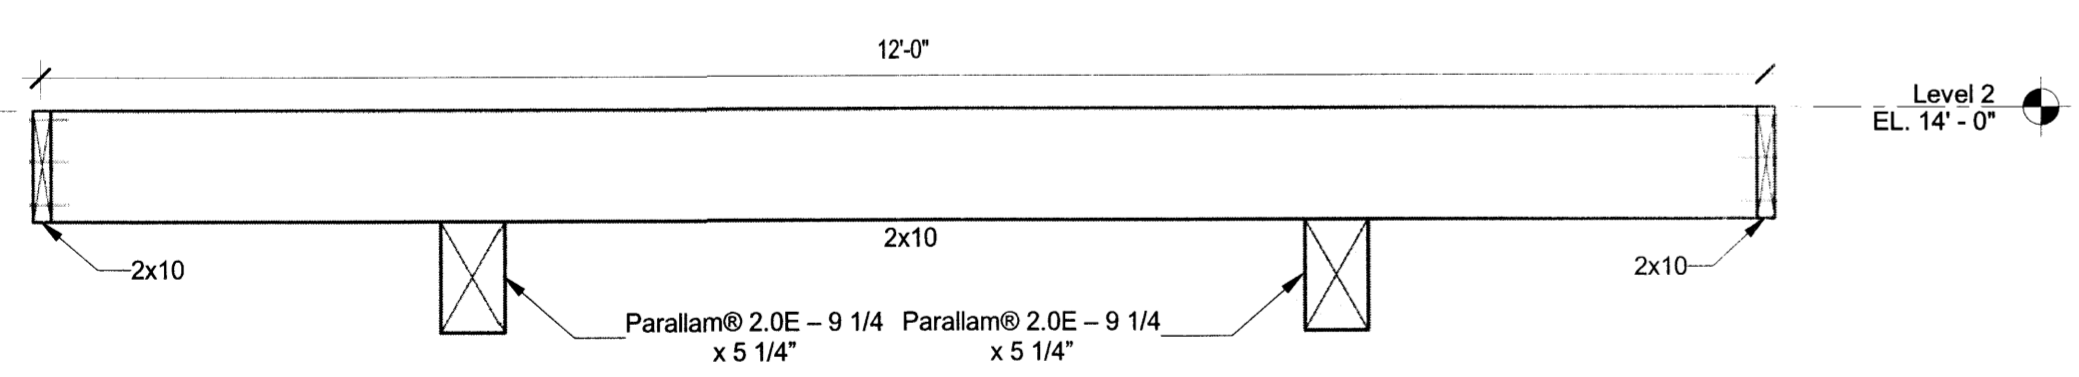 12'-0"
Level 2
EL. 14' - 0"
2x10
2x10
2x10
Parallam® 2.0E – 9 1/4
x 5 1/4”
Parallam® 2.0E – 9 1/4
x 5 1/4”